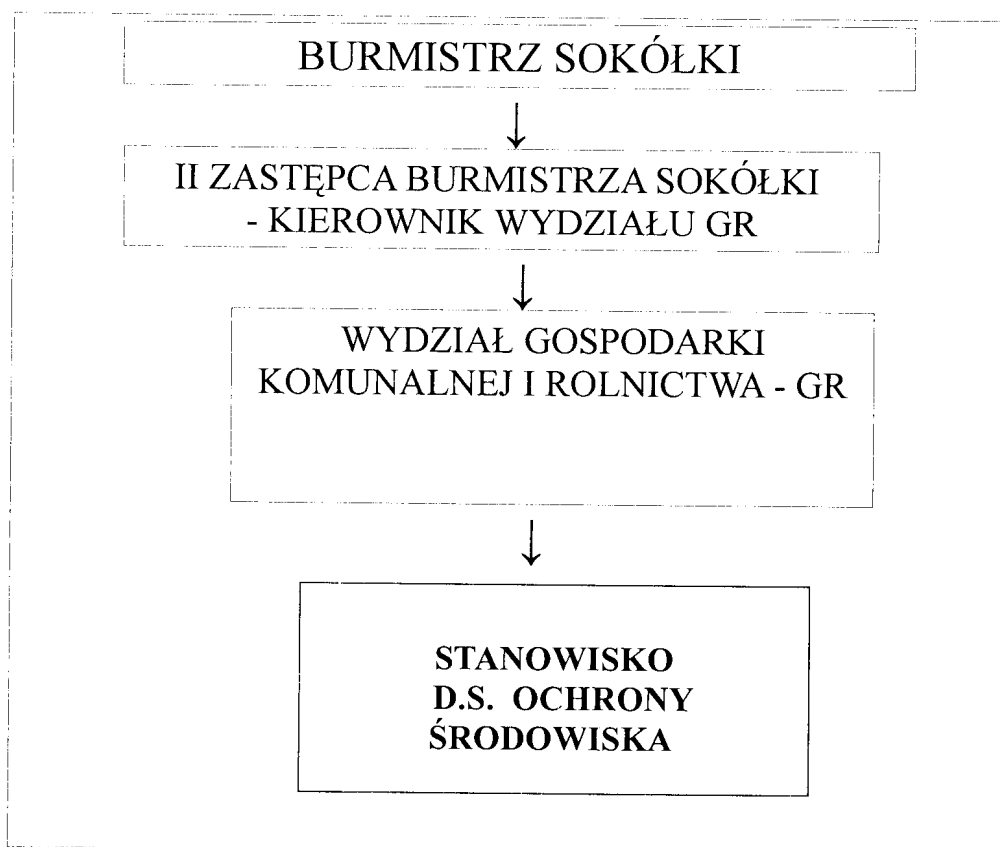 BURMISTRZ SOKÓŁKI
II ZASTĘPCA BURMISTRZA SOKÓŁKI
- KIEROWNIK WYDZIAŁU GR
WYDZIAŁ GOSPODARKI
KOMUNALNEJ I ROLNICTWA - GR
STANOWISKO
D.S. OCHRONY
ŚRODOWISKA